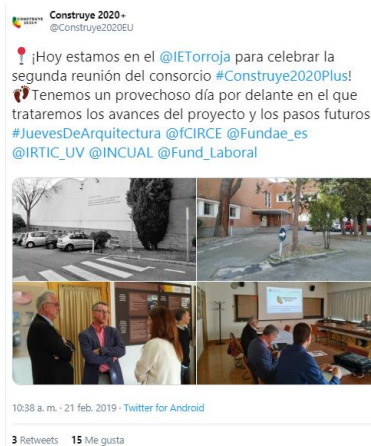 Construye 2020+
@Construye2020EU
¡Hoy estamos en el @IETorroja para celebrar la
segunda reunión del consorcio #Construye2020Plus!
Tenemos un provechoso día por delante en el que
trataremos los avances del proyecto y los pasos futuros
#JuevesDeArquitectura @fCIRCE @Fundae_es
@IRTIC_UV @INCUAL @Fund_Laboral
10:38 a. m. · 21 feb. 2019 · Twitter for Android
3 Retweets 15 Me gusta